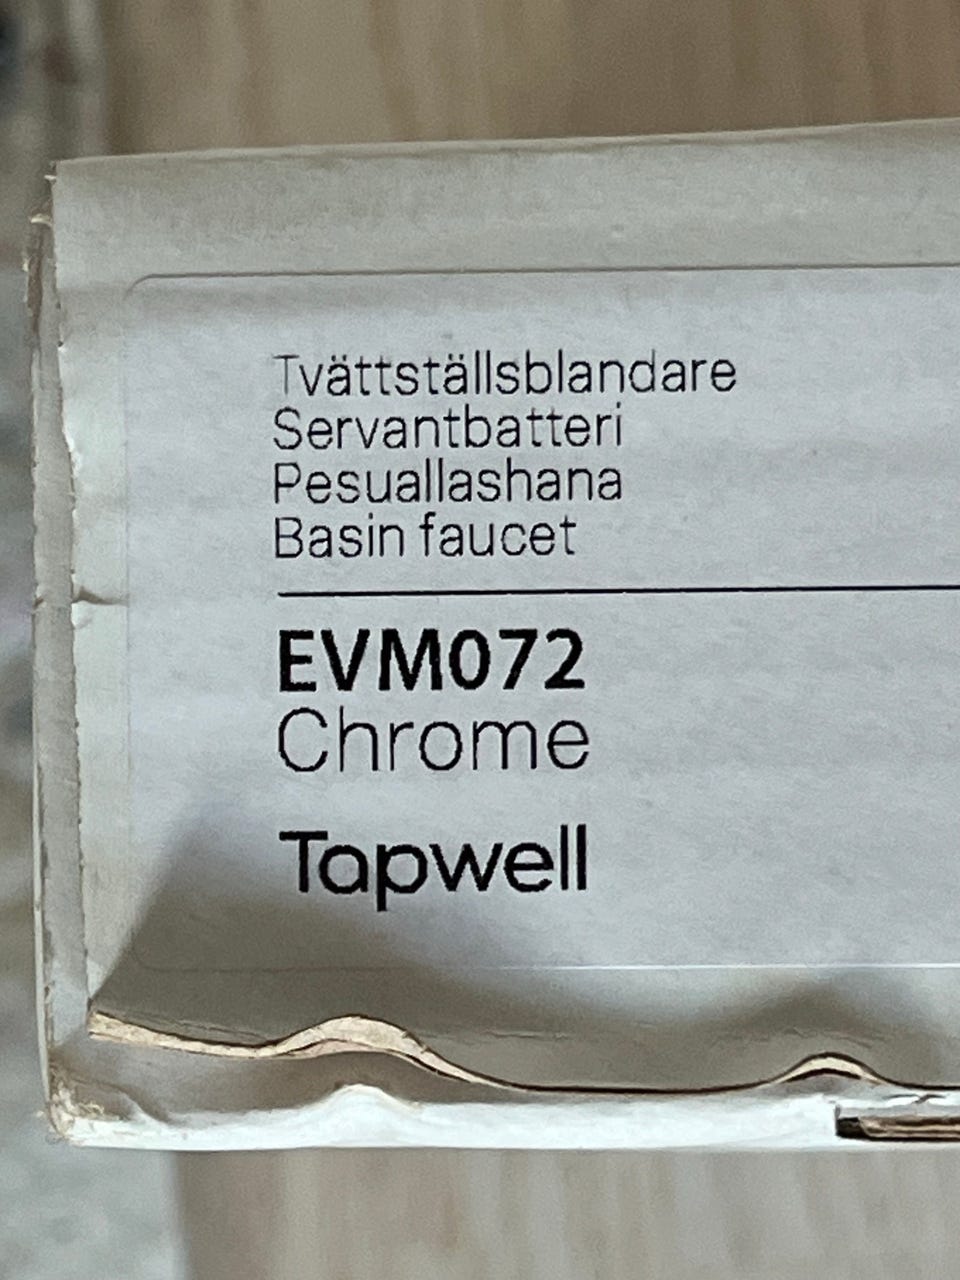 Tvättställsblandare
Servantbatteri
Pesuallashana
Basin faucet
EVM072
Chrome
Tapwell